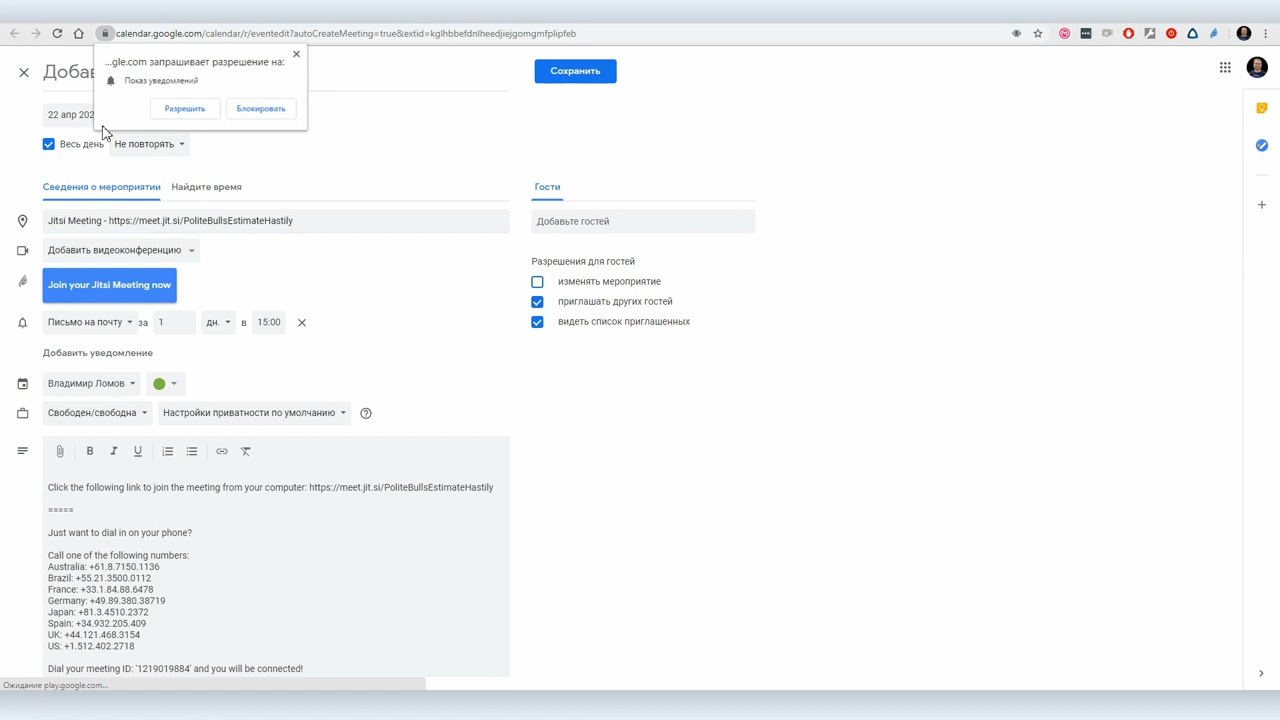 calendar.google.com/calendar/r/eventedit?autoCreateMeeting=true&extid=kglhbbefdnlheedjiejgomgmfplipfeb
...gle.com запрашивает разрешение на:
Показ уведомлений
Разрешить Блокировать
Доба
Сохранить
22 апр 202
Весь день Не повторять
Сведения о мероприятии Найдите время
Гости
Jitsi Meeting - https://meet.jit.si/PoliteBullsEstimateHastily
Добавьте гостей
Добавить видеоконференцию
Разрешения для гостей
изменять мероприятие
Join your Jitsi Meeting now
приглашать других гостей
видеть список приглашенных
Письмо на почту за 1 дн. в 15:00
Добавить уведомление
Владимир Ломов
Свободен/свободна Настройки приватности по умолчанию
B I U
Click the following link to join the meeting from your computer: https://meet.jit.si/PoliteBullsEstimateHastily
=====
Just want to dial in on your phone?
Call one of the following numbers:
Australia: +61.8.7150.1136
Brazil: +55.21.3500.0112
France: +33.1.84.88.6478
Germany: +49.89.380.38719
Japan: +81.3.4510.2372
Spain: +34.932.205.409
UK: +44.121.468.3154
US: +1.512.402.2718
Dial your meeting ID: '1219019884' and you will be connected!
Ожидание play.google.com...